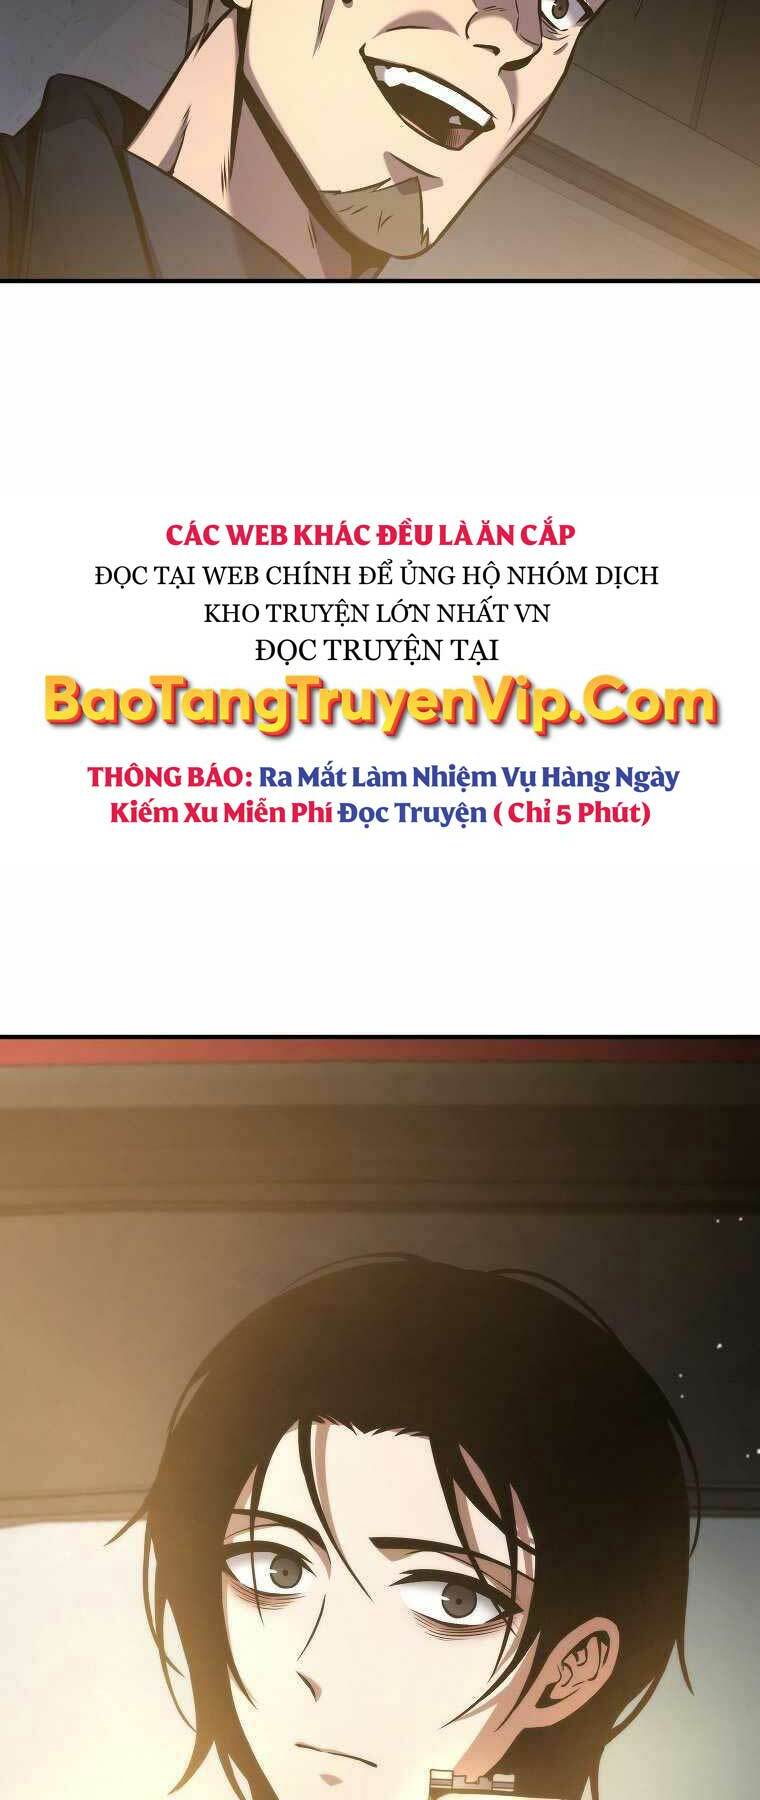 CÁC WEB KHÁC ĐỀU LÀ ĂN CẮP
ĐỌC TẠI WEB CHÍNH ĐỂ ỦNG HỘ NHÓM DỊCH
KHO TRUYỆN LỚN NHẤT VN
ĐỌC TRUYỆN TẠI
BaoTangTruyenVip.Com
THÔNG BÁO: Ra Mắt Làm Nhiệm Vụ Hàng Ngày
Kiếm Xu Miễn Phí Đọc Truyện ( Chỉ 5 Phút)